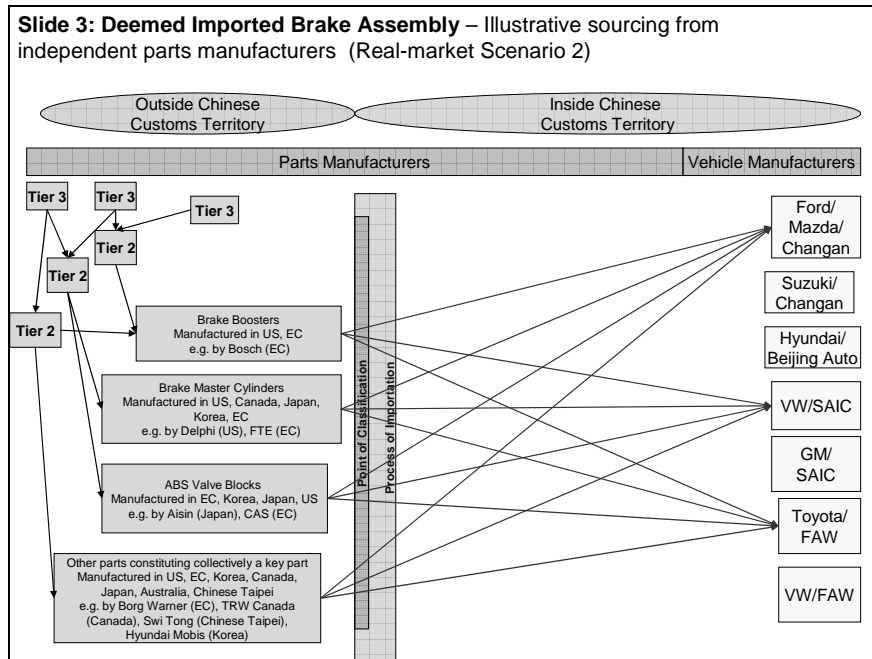 Slide 3: Deemed Imported Brake Assembly – Illustrative sourcing from
independent parts manufacturers (Real-market Scenario 2)
Outside Chinese
Customs Territory
Inside Chinese
Customs Territory
Parts Manufacturers
Vehicle Manufacturers
Tier 3
Tier 3
Tier 3
Tier 2
Tier 2
Tier 2
Brake Boosters
Manufactured in US, EC
e.g. by Bosch (EC)
Brake Master Cylinders
Manufactured in US, Canada, Japan,
Korea, EC
e.g. by Delphi (US), FTE (EC)
ABS Valve Blocks
Manufactured in EC, Korea, Japan, US
e.g. by Aisin (Japan), CAS (EC)
Other parts constituting collectively a key part
Manufactured in US, EC, Korea, Canada,
Japan, Australia, Chinese Taipei
e.g. by Borg Warner (EC), TRW Canada
(Canada), Swi Tong (Chinese Taipei),
Hyundai Mobis (Korea)
Point of Classification
Process of Importation
Ford/
Mazda/
Changan
Suzuki/
Changan
Hyundai/
Beijing Auto
VW/SAIC
GM/
SAIC
Toyota/
FAW
VW/FAW